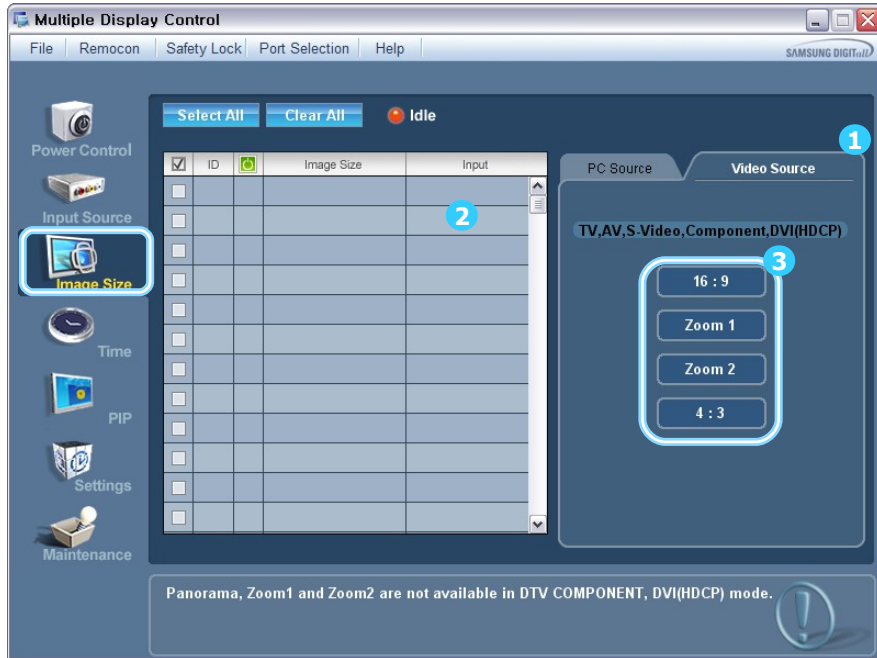 Multiple Display Control
File Remocon Safety Lock Port Selection Help
SAMSUNG DIGITall
Select All Clear All Idle
1
Power Control
ID Image Size Input
PC Source Video Source
Input Source
2
TV,AV,S-Video,Component,DVI(HDCP)
3
Image Size
16 : 9
Zoom 1
Time
Zoom 2
4 : 3
PIP
Settings
Maintenance
Panorama, Zoom1 and Zoom2 are not available in DTV COMPONENT, DVI(HDCP) mode.